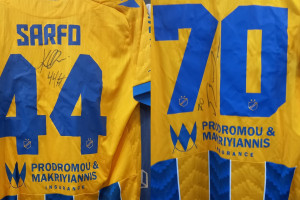 SARFO
44
PRODROMOU &
MAKRIYIANNIS
INSURANCE
70
PRODROMOU &
MAKRIYIANNIS
INSURANCE